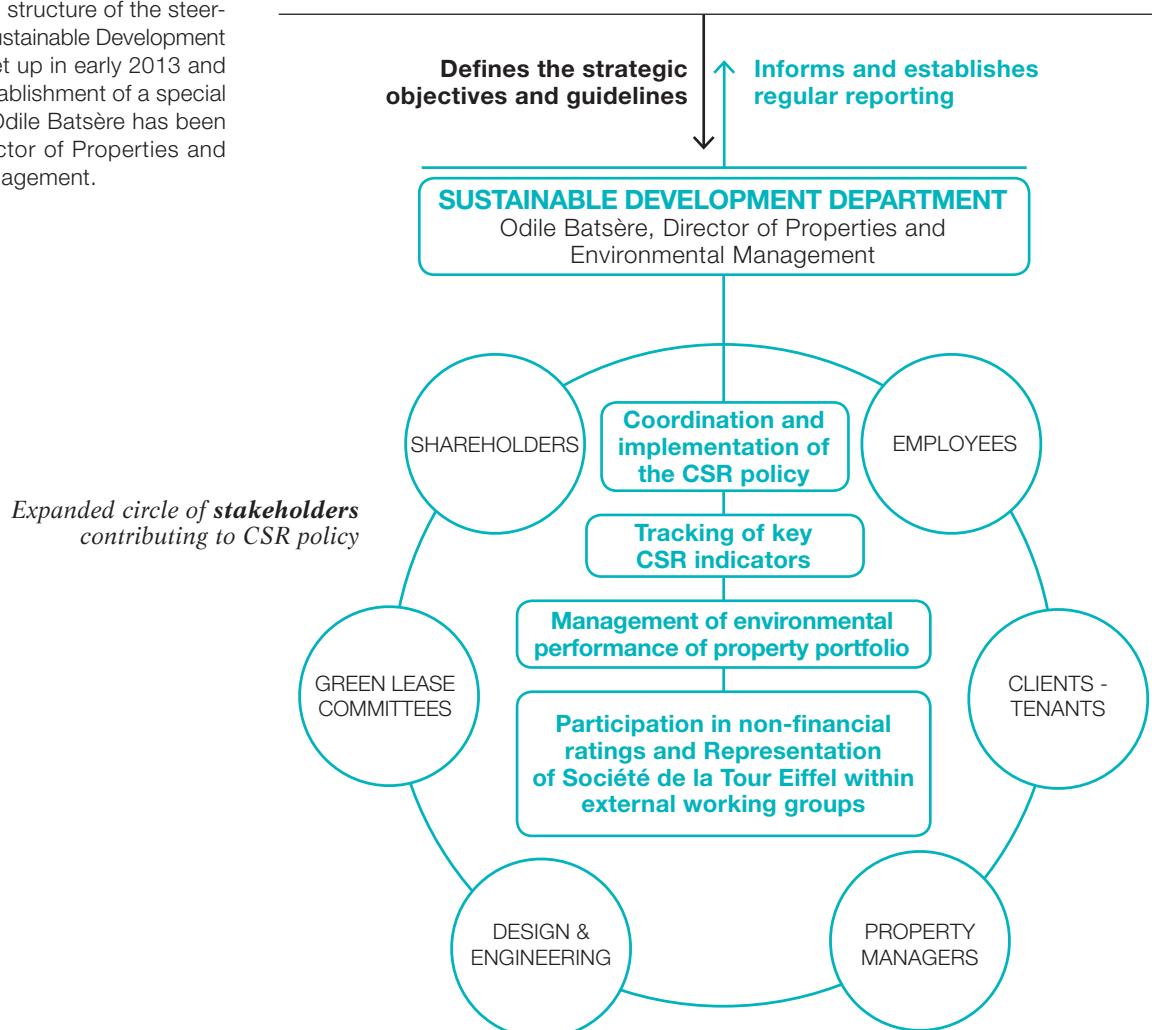 structure of the steer-
ustainable Development
et up in early 2013 and
ablishment of a special
Odile Batsère has been
ctor of Properties and
agement.
Defines the strategic
objectives and guidelines
Informs and establishes
regular reporting
SUSTAINABLE DEVELOPMENT DEPARTMENT
Odile Batsère, Director of Properties and
Environmental Management
SHAREHOLDERS
Coordination and
implementation of
the CSR policy
EMPLOYEES
Expanded circle of stakeholders
contributing to CSR policy
Tracking of key
CSR indicators
Management of environmental
performance of property portfolio
GREEN LEASE
COMMITTEES
CLIENTS -
TENANTS
Participation in non-financial
ratings and Representation
of Société de la Tour Eiffel within
external working groups
DESIGN &
ENGINEERING
PROPERTY
MANAGERS